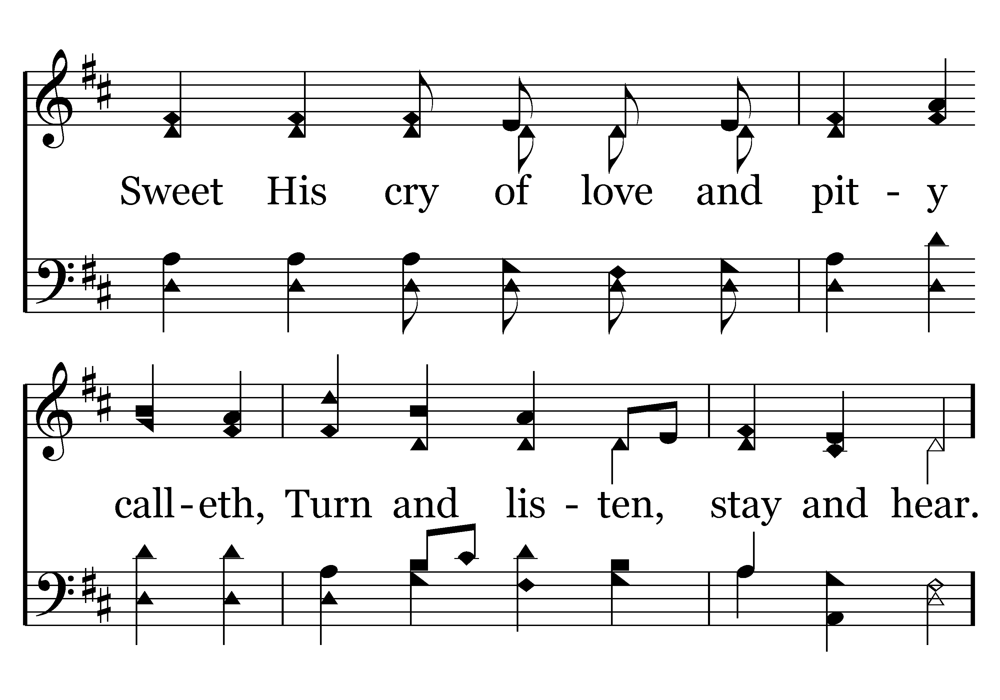 Sweet His cry of love and pit - y
call - eth, Turn and lis - ten, stay and hear.